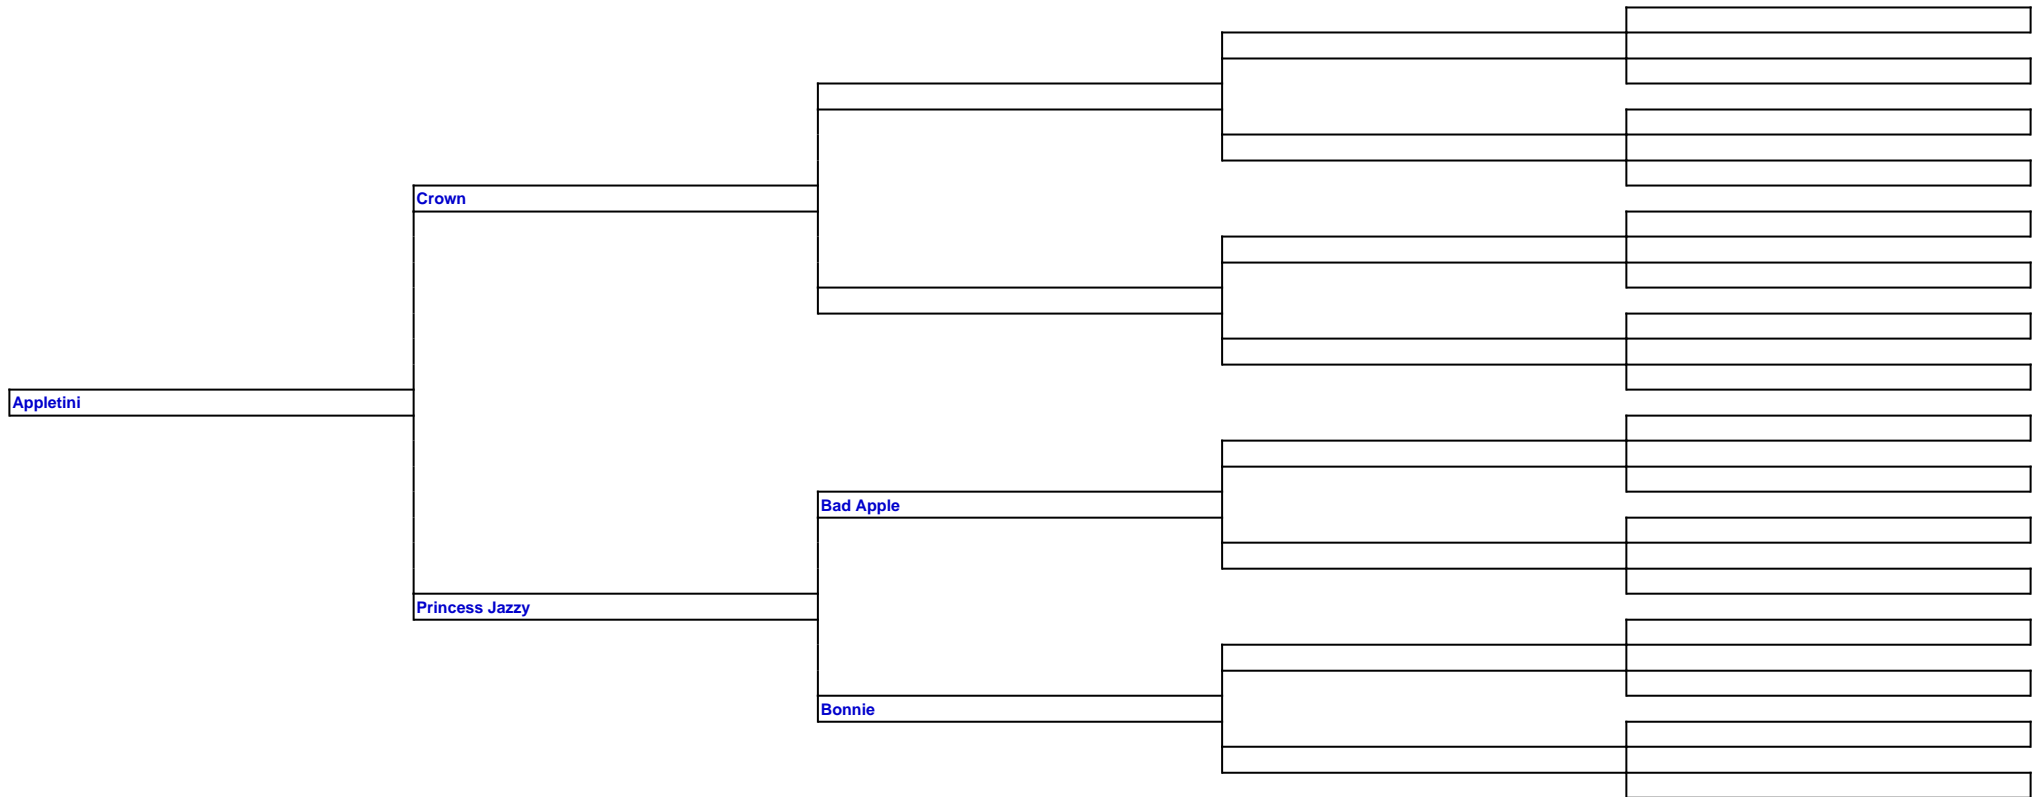 Crown
Appletini
Bad Apple
Princess Jazzy
Bonnie